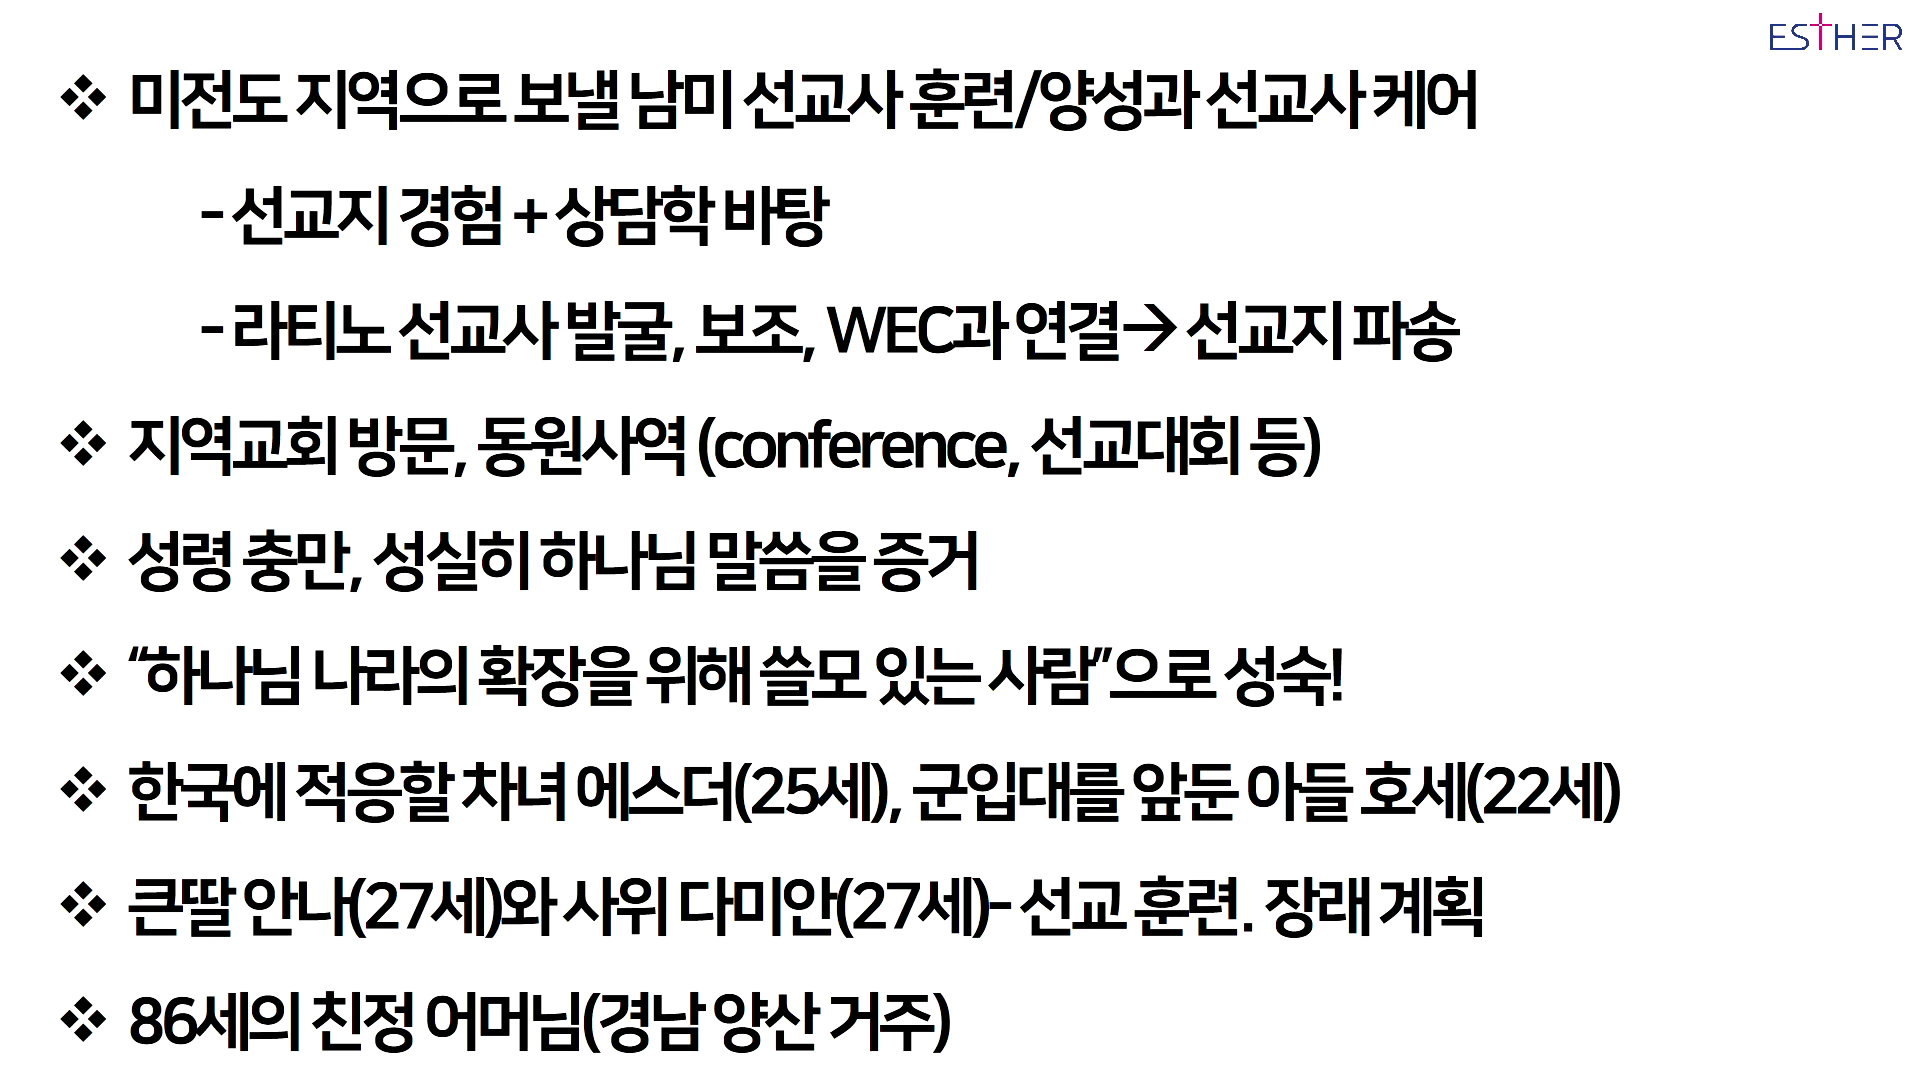 ESTHER
❖ 미전도 지역으로 보낼 남미 선교사 훈련/양성과 선교사 케어
- 선교지 경험 + 상담학 바탕
- 라티노 선교사 발굴, 보조, WEC과 연결→ 선교지 파송
❖ 지역교회 방문, 동원사역 (conference, 선교대회 등)
❖ 성령 충만, 성실히 하나님 말씀을 증거
❖ “하나님 나라의 확장을 위해 쓸모 있는 사람”으로 성숙!
❖ 한국에 적응할 차녀 에스더(25세), 군입대를 앞둔 아들 호세(22세)
❖ 큰딸 안나(27세)와 사위 다미안(27세)- 선교 훈련. 장래 계획
❖ 86세의 친정 어머님(경남 양산 거주)